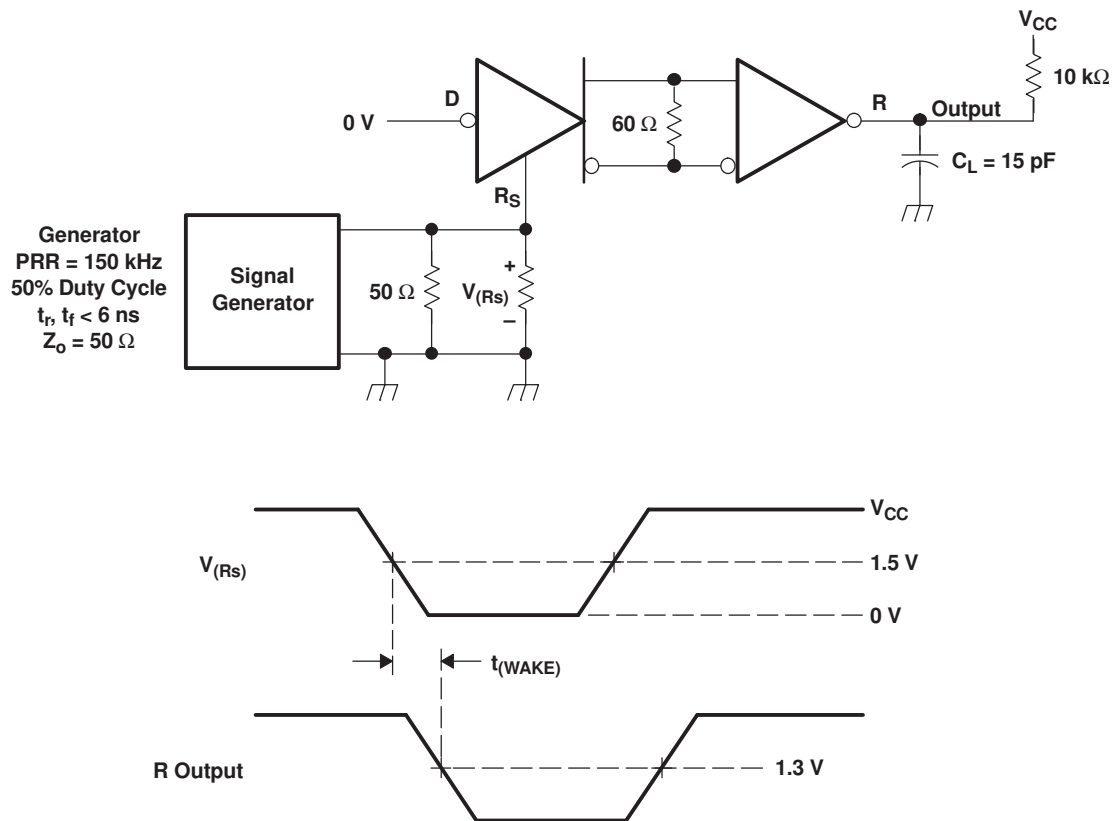 V_CC
10 kΩ
D
R
Output
0 V
60 Ω
C_L = 15 pF
R_S
Generator
PRR = 150 kHz
50% Duty Cycle
t_r, t_f < 6 ns
Z_o = 50 Ω
Signal
Generator
50 Ω
+
V_(Rs)
–
V_CC
V_(Rs)
1.5 V
0 V
t_(WAKE)
R Output
1.3 V